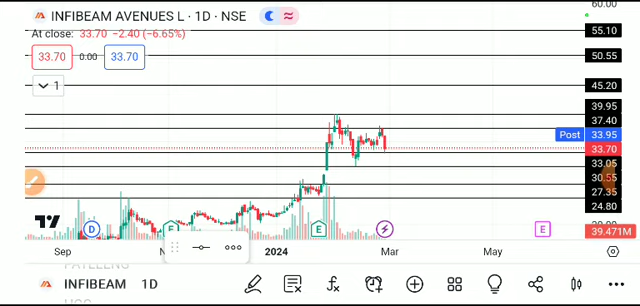 INFIBEAM AVENUES L · 1D · NSE
At close: 33.70 −2.40 (−6.65%)
33.70 0.00 33.70
1
60.00
55.10
50.55
45.20
39.95
37.40
Post 33.95
33.70
33.05
30.55
27.35
24.80
39.471M
D
E
E
E
Sep
2024
Mar
May
INFIBEAM 1D